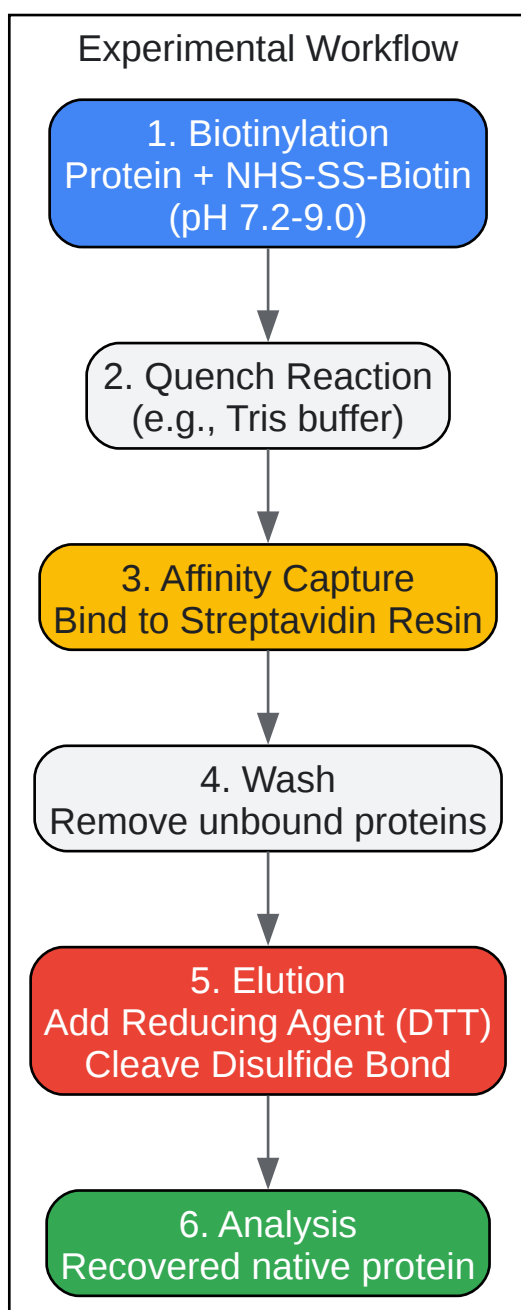 Experimental Workflow
1. Biotinylation
Protein + NHS-SS-Biotin
(pH 7.2-9.0)
2. Quench Reaction
(e.g., Tris buffer)
3. Affinity Capture
Bind to Streptavidin Resin
4. Wash
Remove unbound proteins
5. Elution
Add Reducing Agent (DTT)
Cleave Disulfide Bond
6. Analysis
Recovered native protein